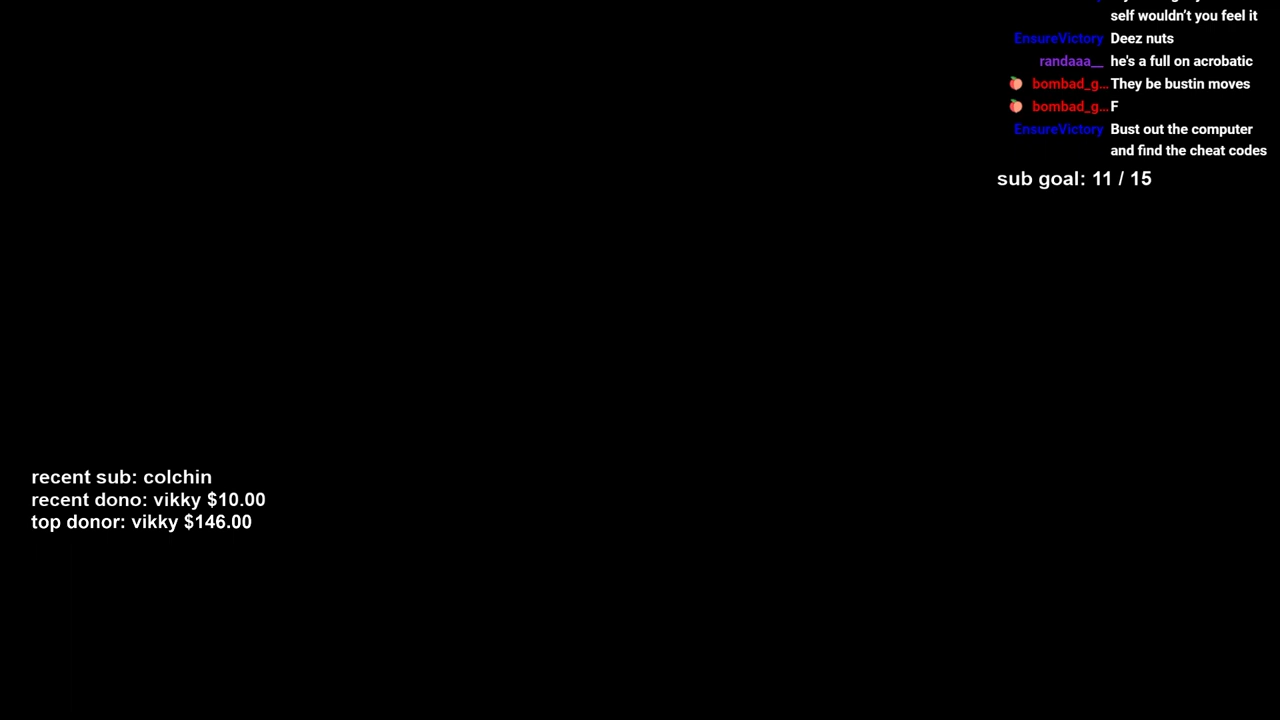 self wouldn't you feel it
EnsureVictory Deez nuts
randaaa__ he's a full on acrobatic
bombad_g... They be bustin moves
bombad_g... F
EnsureVictory Bust out the computer
and find the cheat codes
sub goal: 11 / 15
recent sub: colchin
recent dono: vikky $10.00
top donor: vikky $146.00